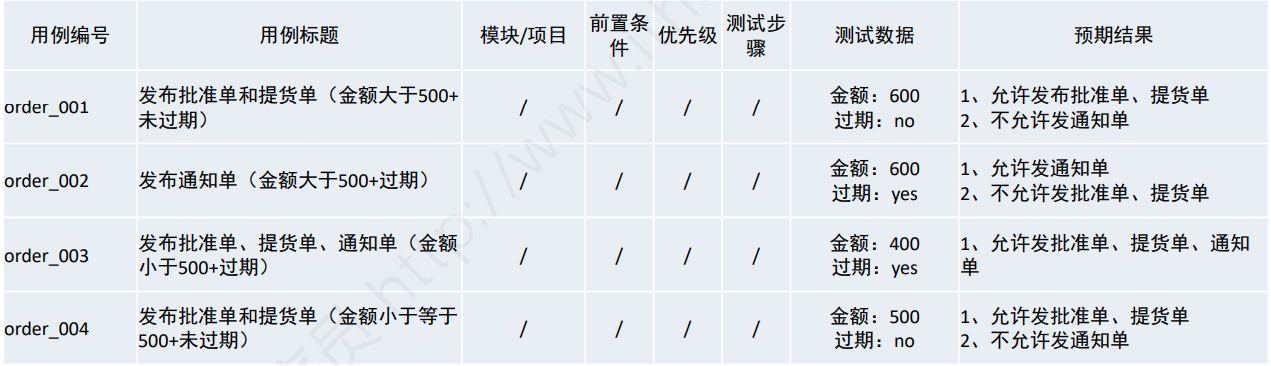 用例编号 用例标题 模块/项目 前置条件 优先级 测试步骤 测试数据 预期结果
order_001 发布批准单和提货单（金额大于500+未过期） / / / / 金额：600 过期：no 1、允许发布批准单、提货单 2、不允许发通知单
order_002 发布通知单（金额大于500+过期） / / / / 金额：600 过期：yes 1、允许发通知单 2、不允许发批准单、提货单
order_003 发布批准单、提货单、通知单（金额小于500+过期） / / / / 金额：400 过期：yes 1、允许发批准单、提货单、通知单
order_004 发布批准单和提货单（金额小于等于500+未过期） / / / / 金额：500 过期：no 1、允许发批准单、提货单 2、不允许发通知单